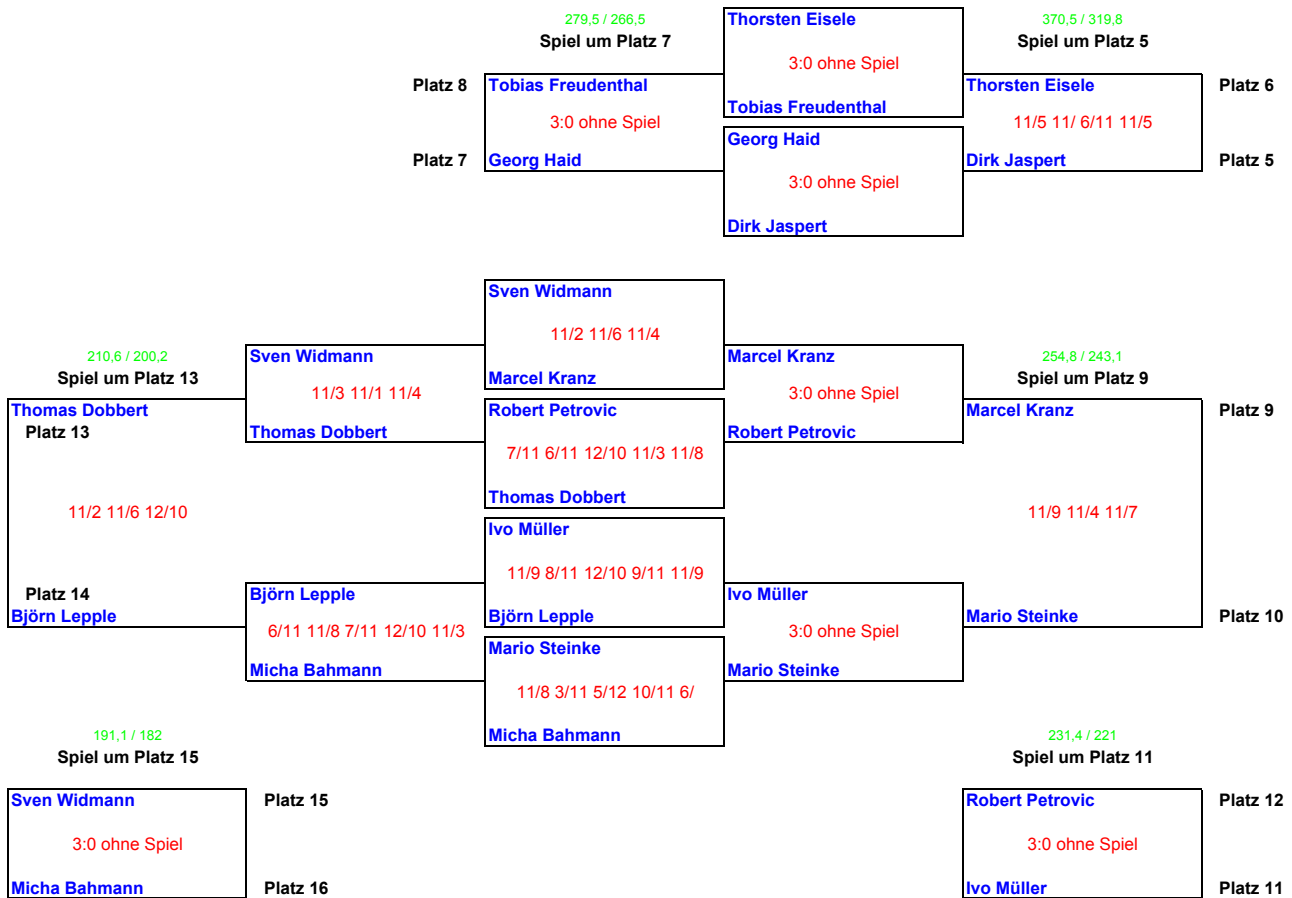 279,5 / 266,5 Thorsten Eisele 370,5 / 319,8
Spiel um Platz 7 Spiel um Platz 5
3:0 ohne Spiel
Platz 8 Tobias Freudenthal Thorsten Eisele Platz 6
Tobias Freudenthal
3:0 ohne Spiel 11/5 11/ 6/11 11/5
Georg Haid
Platz 7 Georg Haid Dirk Jaspert Platz 5
3:0 ohne Spiel
Dirk Jaspert
Sven Widmann
11/2 11/6 11/4
210,6 / 200,2 Sven Widmann Marcel Kranz 254,8 / 243,1
Spiel um Platz 13 Marcel Kranz Spiel um Platz 9
11/3 11/1 11/4 3:0 ohne Spiel
Thomas Dobbert Robert Petrovic Marcel Kranz Platz 9
Platz 13 Thomas Dobbert Robert Petrovic
7/11 6/11 12/10 11/3 11/8
Thomas Dobbert
11/2 11/6 12/10 11/9 11/4 11/7
Ivo Müller
11/9 8/11 12/10 9/11 11/9
Platz 14 Björn Lepple Ivo Müller
Björn Lepple Björn Lepple Mario Steinke Platz 10
6/11 11/8 7/11 12/10 11/3 3:0 ohne Spiel
Mario Steinke
Micha Bahmann Mario Steinke
11/8 3/11 5/12 10/11 6/
191,1 / 182 Micha Bahmann 231,4 / 221
Spiel um Platz 15 Spiel um Platz 11
Sven Widmann Platz 15 Robert Petrovic Platz 12
3:0 ohne Spiel 3:0 ohne Spiel
Micha Bahmann Platz 16 Ivo Müller Platz 11